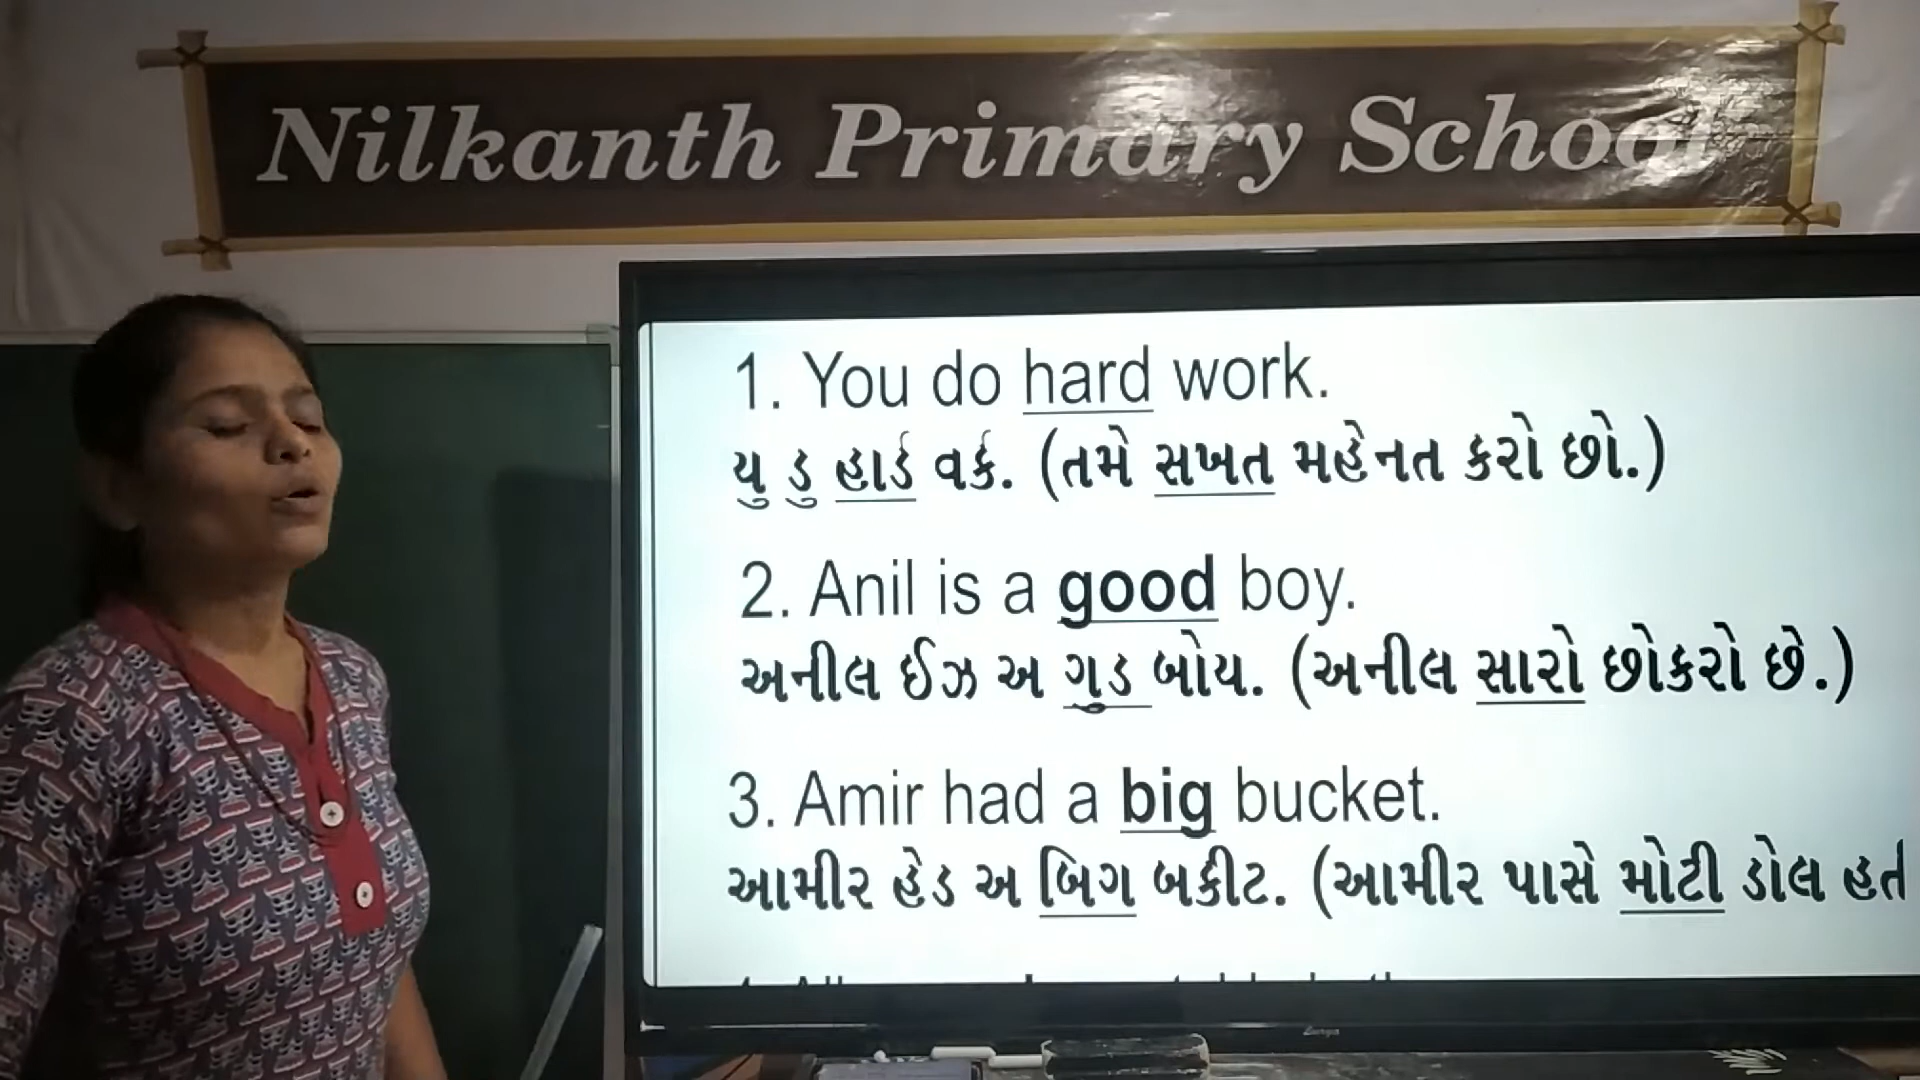 Nilkanth Primary School
1. You do hard work.
યુ ડુ હાર્ડ વર્ક. (તમે સખત મહેનત કરો છો.)
2. Anil is a good boy.
અનીલ ઈઝ અ ગુડ બોય. (અનીલ સારો છોકરો છે.)
3. Amir had a big bucket.
આમીર હેડ અ બિગ બકીટ. (આમીર પાસે મોટી ડોલ